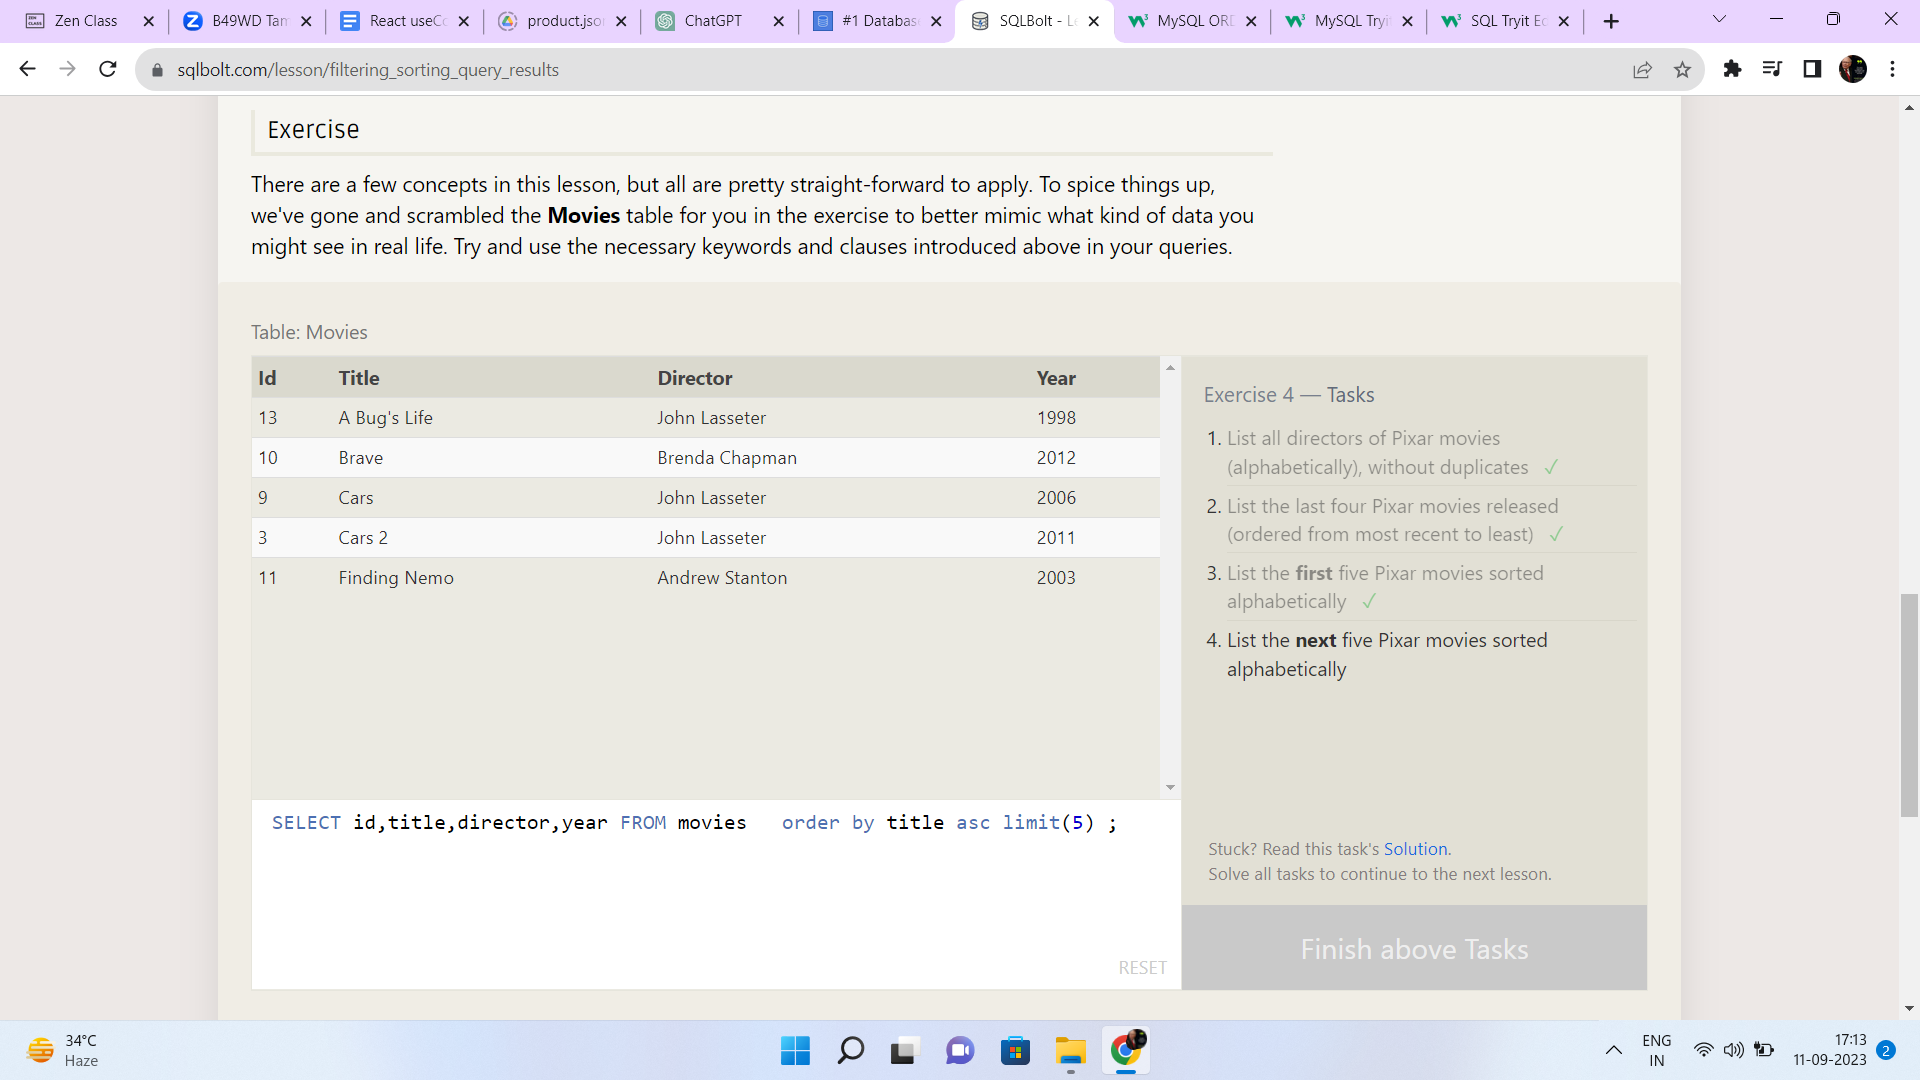 Zen Class
B49WD Tam
React useCo
product.jso
ChatGPT
#1 Database
SQLBolt - Le
MySQL ORD
MySQL Tryi
SQL Tryit Ed
sqlbolt.com/lesson/filtering_sorting_query_results
Exercise
There are a few concepts in this lesson, but all are pretty straight-forward to apply. To spice things up,
we've gone and scrambled the Movies table for you in the exercise to better mimic what kind of data you
might see in real life. Try and use the necessary keywords and clauses introduced above in your queries.
Table: Movies
Id Title Director Year
13 A Bug's Life John Lasseter 1998
10 Brave Brenda Chapman 2012
9 Cars John Lasseter 2006
3 Cars 2 John Lasseter 2011
11 Finding Nemo Andrew Stanton 2003
SELECT id,title,director,year FROM movies   order by title asc limit(5) ;
RESET
Exercise 4 — Tasks
1. List all directors of Pixar movies
(alphabetically), without duplicates ✓
2. List the last four Pixar movies released
(ordered from most recent to least) ✓
3. List the first five Pixar movies sorted
alphabetically ✓
4. List the next five Pixar movies sorted
alphabetically
Stuck? Read this task's Solution.
Solve all tasks to continue to the next lesson.
Finish above Tasks
34°C
Haze
ENG
IN
17:13
11-09-2023
2